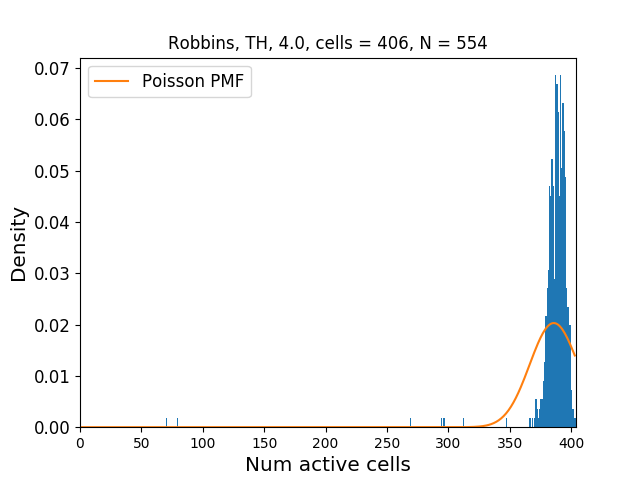 Robbins, TH, 4.0, cells = 406, N = 554
Poisson PMF
0.07
0.06
0.05
0.04
0.03
0.02
0.01
0.00
Density
0 50 100 150 200 250 300 350 400
Num active cells